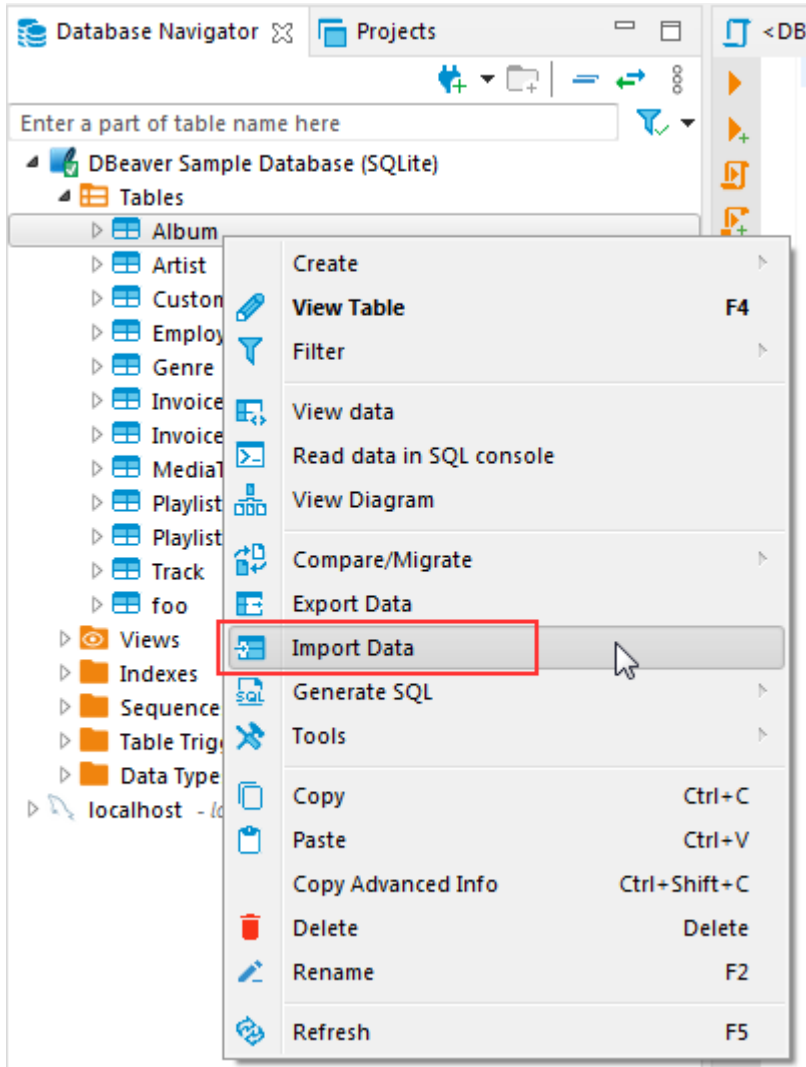 Database Navigator Projects <DB
Enter a part of table name here
DBeaver Sample Database (SQLite)
Tables
Album
Artist
Custom
Employ
Genre
Invoice
Invoice
Media
Playlist
Playlist
Track
foo
Views
Indexes
Sequence
Table Trig
Data Type
localhost
Create
View Table F4
Filter
View data
Read data in SQL console
View Diagram
Compare/Migrate
Export Data
Import Data
Generate SQL
Tools
Copy Ctrl+C
Paste Ctrl+V
Copy Advanced Info Ctrl+Shift+C
Delete Delete
Rename F2
Refresh F5